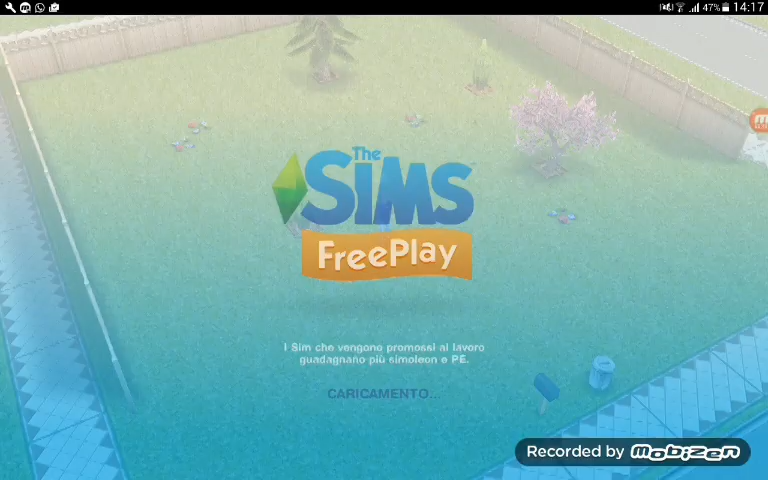 47% 14:17
The
SIMS
FreePlay
I Sim che vengono promossi al lavoro
guadagnano più simoleon e PE.
CARICAMENTO...
Recorded by mobizen